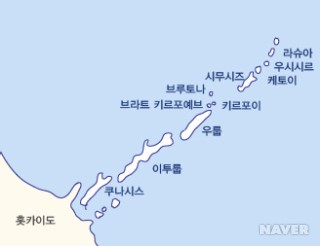 라슈아
우시시르
시무시즈
케토이
브루토나
브라트 키르포예브
키르포이
우룹
이투룹
쿠나시스
홋카이도
NAVER